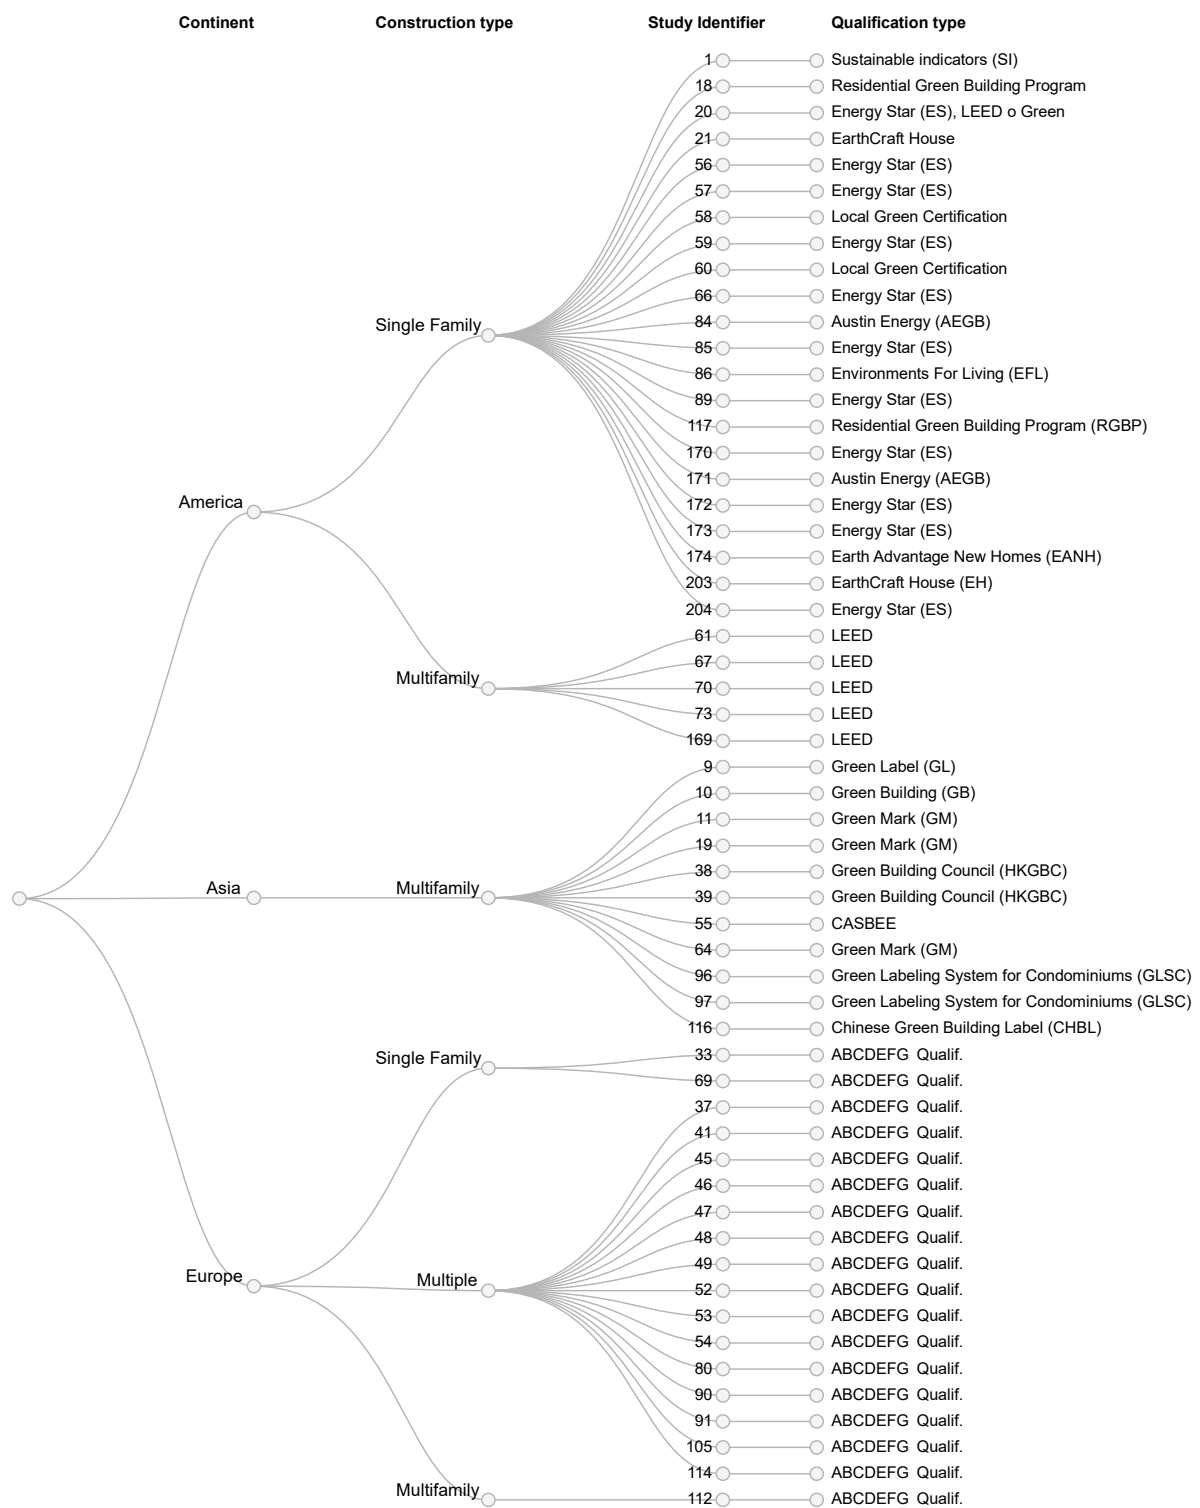 Continent Construction type Study Identifier Qualification type
1 Sustainable indicators (SI)
18 Residential Green Building Program
20 Energy Star (ES), LEED o Green
21 EarthCraft House
56 Energy Star (ES)
57 Energy Star (ES)
58 Local Green Certification
59 Energy Star (ES)
60 Local Green Certification
66 Energy Star (ES)
Single Family 84 Austin Energy (AEGB)
85 Energy Star (ES)
86 Environments For Living (EFL)
89 Energy Star (ES)
117 Residential Green Building Program (RGBP)
170 Energy Star (ES)
171 Austin Energy (AEGB)
America 172 Energy Star (ES)
173 Energy Star (ES)
174 Earth Advantage New Homes (EANH)
203 EarthCraft House (EH)
204 Energy Star (ES)
61 LEED
67 LEED
Multifamily 70 LEED
73 LEED
169 LEED
9 Green Label (GL)
10 Green Building (GB)
11 Green Mark (GM)
19 Green Mark (GM)
38 Green Building Council (HKGBC)
Asia Multifamily 39 Green Building Council (HKGBC)
55 CASBEE
64 Green Mark (GM)
96 Green Labeling System for Condominiums (GLSC)
97 Green Labeling System for Condominiums (GLSC)
116 Chinese Green Building Label (CHBL)
Single Family 33 ABCDEFG Qualif.
69 ABCDEFG Qualif.
37 ABCDEFG Qualif.
41 ABCDEFG Qualif.
45 ABCDEFG Qualif.
46 ABCDEFG Qualif.
47 ABCDEFG Qualif.
48 ABCDEFG Qualif.
49 ABCDEFG Qualif.
Europe Multiple 52 ABCDEFG Qualif.
53 ABCDEFG Qualif.
54 ABCDEFG Qualif.
80 ABCDEFG Qualif.
90 ABCDEFG Qualif.
91 ABCDEFG Qualif.
105 ABCDEFG Qualif.
114 ABCDEFG Qualif.
Multifamily 112 ABCDEFG Qualif.